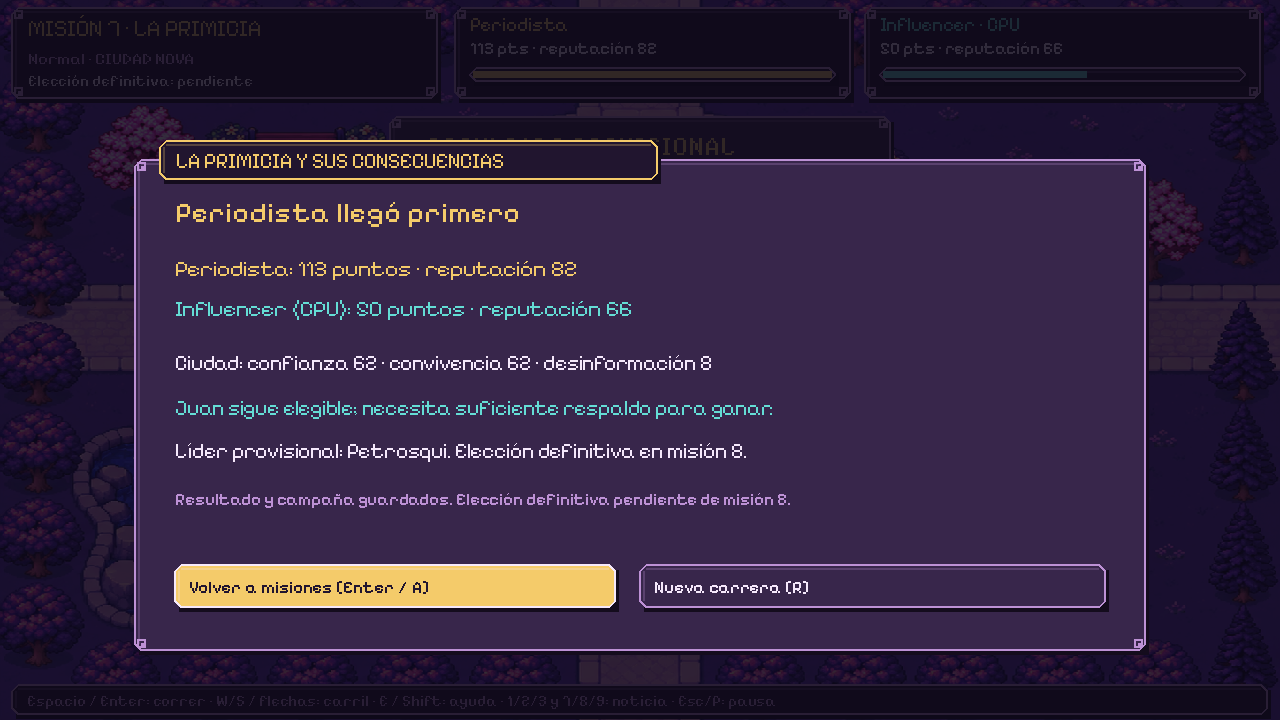 MISIÓN 7 · LA PRIMICIA
Normal · CIUDAD NOVA
Elección definitiva: pendiente
Periodista
113 pts · reputación 82
Influencer · CPU
80 pts · reputación 66
LA PRIMICIA Y SUS CONSECUENCIAS
Periodista llegó primero
Periodista: 113 puntos · reputación 82
Influencer (CPU): 80 puntos · reputación 66
Ciudad: confianza 62 · convivencia 62 · desinformación 8
Juan sigue elegible; necesita suficiente respaldo para ganar.
Líder provisional: Petrosqui. Elección definitiva en misión 8.
Resultado y campaña guardados. Elección definitiva pendiente de misión 8.
Volver a misiones (Enter / A)
Nueva carrera (R)
Espacio / Enter: correr · W/S / flechas: carril · E / Shift: ayuda · 1/2/3 y 7/8/9: noticia · Esc/P: pausa